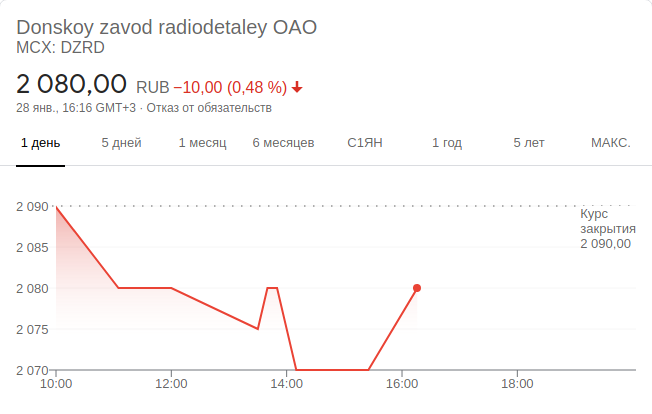 Donskoy zavod radiodetaley OAO
MCX: DZRD
2 080,00 RUB −10,00 (0,48 %)
28 янв., 16:16 GMT+3 · Отказ от обязательств
1 день 5 дней 1 месяц 6 месяцев С1ЯН 1 год 5 лет МАКС.
2 090
Курс
закрытия
2 090,00
2 085
2 080
2 075
2 070
10:00 12:00 14:00 16:00 18:00